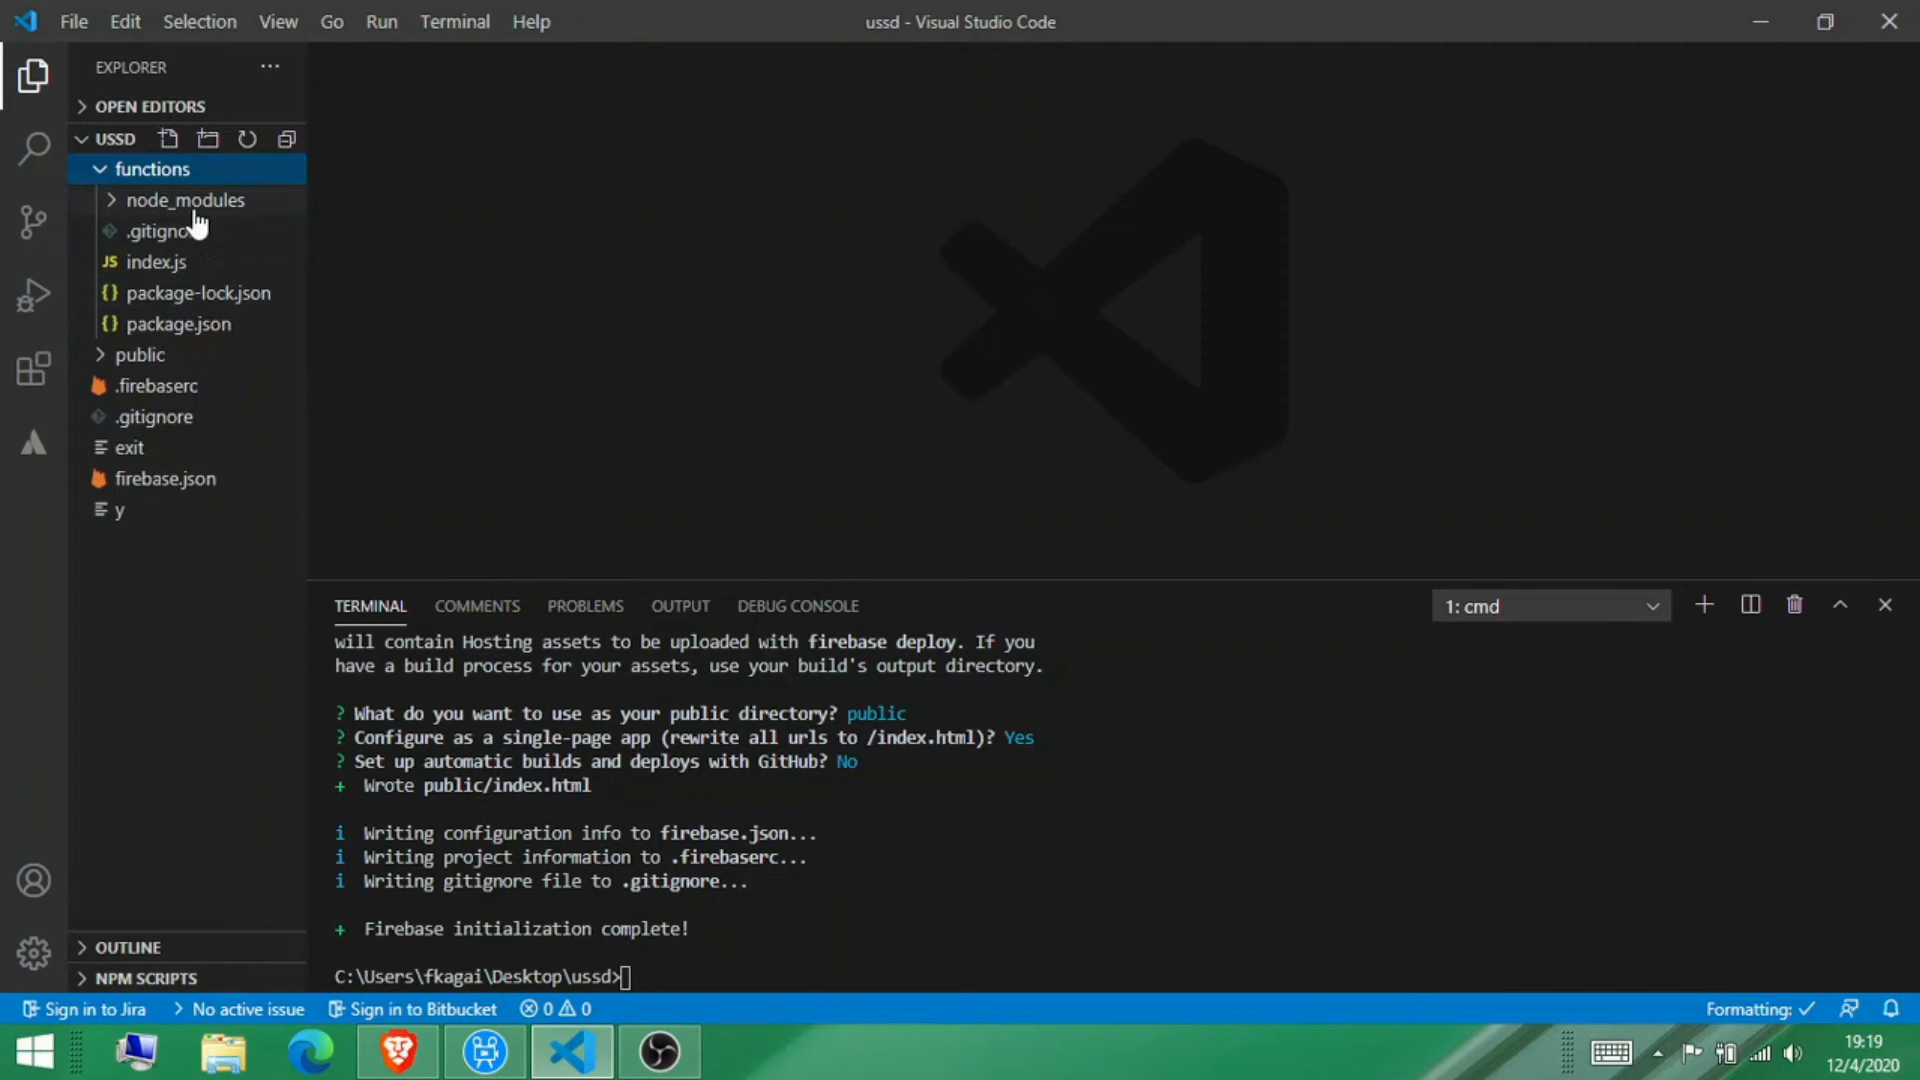 File Edit Selection View Go Run Terminal Help
ussd - Visual Studio Code
EXPLORER
OPEN EDITORS
USSD
functions
node_modules
.gitigno
JS index.js
{} package-lock.json
{} package.json
public
.firebaserc
.gitignore
exit
firebase.json
y
OUTLINE
NPM SCRIPTS
TERMINAL COMMENTS PROBLEMS OUTPUT DEBUG CONSOLE
1: cmd
will contain Hosting assets to be uploaded with firebase deploy. If you
have a build process for your assets, use your build's output directory.
? What do you want to use as your public directory? public
? Configure as a single-page app (rewrite all urls to /index.html)? Yes
? Set up automatic builds and deploys with GitHub? No
+ Wrote public/index.html
i Writing configuration info to firebase.json...
i Writing project information to .firebaserc...
i Writing gitignore file to .gitignore...
+ Firebase initialization complete!
C:\Users\fkagai\Desktop\ussd>
Sign in to Jira No active issue Sign in to Bitbucket 0 0
Formatting: ✓
19:19
12/4/2020